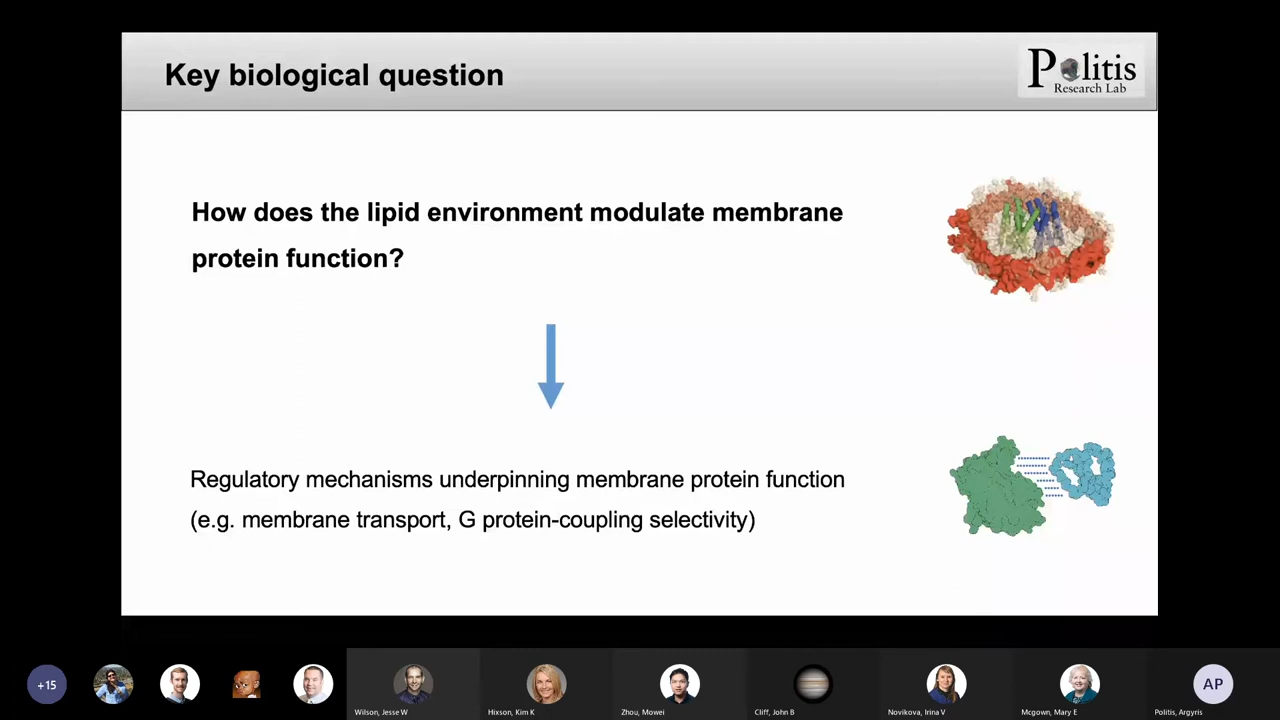 Key biological question
Politis
Research Lab
How does the lipid environment modulate membrane
protein function?
Regulatory mechanisms underpinning membrane protein function
(e.g. membrane transport, G protein-coupling selectivity)
+15
AP
Wilson, Jesse W
Hixson, Kim K
Zhou, Mowei
Cliff, John B
Novikova, Irina V
Mcgown, Mary E
Politis, Argyris